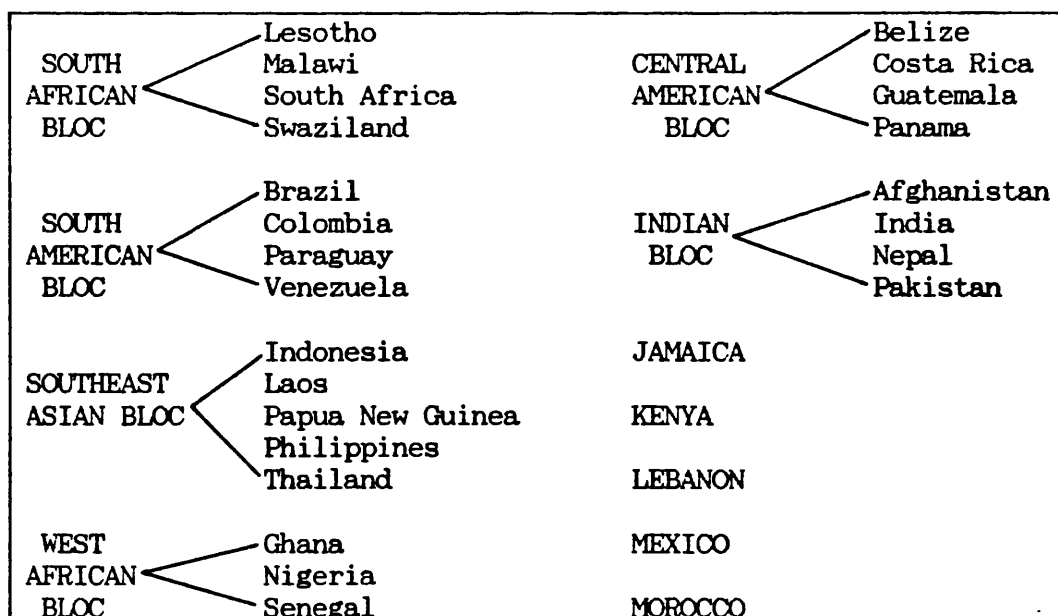 Lesotho
SOUTH Malawi
AFRICAN South Africa
BLOC Swaziland
Brazil
SOUTH Colombia
AMERICAN Paraguay
BLOC Venezuela
Indonesia
SOUTHEAST Laos
ASIAN BLOC Papua New Guinea
Philippines
Thailand
WEST Ghana
AFRICAN Nigeria
BLOC Senegal
Belize
CENTRAL Costa Rica
AMERICAN Guatemala
BLOC Panama
Afghanistan
INDIAN India
BLOC Nepal
Pakistan
JAMAICA
KENYA
LEBANON
MEXICO
MOROCCO